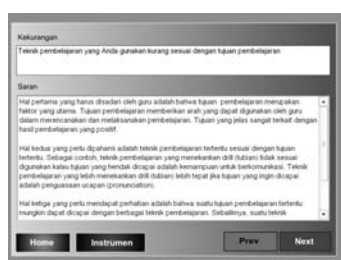 Kekurangan
Teknik pembelajaran yang Anda gunakan kurang sesuai dengan tujuan pembelajaran
Saran
Hal pertama yang harus disadari oleh guru adalah bahwa tujuan pembelajaran merupakan
faktor yang utama. Tujuan pembelajaran memberikan arah yang dapat digunakan oleh guru
dalam merencanakan dan melaksanakan pembelajaran. Tujuan yang jelas sangat terkait dengan
hasil pembelajaran yang positif.
Hal kedua yang perlu dipahami adalah teknik pembelajaran tertentu sesuai dengan tujuan
tertentu. Sebagai contoh, teknik pembelajaran yang menekankan drill (tubian) tidak sesuai
digunakan kalau tujuan yang hendak dicapai adalah kemampuan untuk berkomunikasi. Teknik
pembelajaran yang lebih menekankan drill (tubian) lebih tepat jika tujuan yang ingin dicapai
adalah penguasaan ucapan (pronunciation).
Hal ketiga yang perlu mendapat perhatian adalah bahwa suatu tujuan pembelajaran tertentu
mungkin dapat dicapai dengan berbagai teknik pembelajaran. Sebaliknya, suatu teknik
Home Instrumen Prev Next